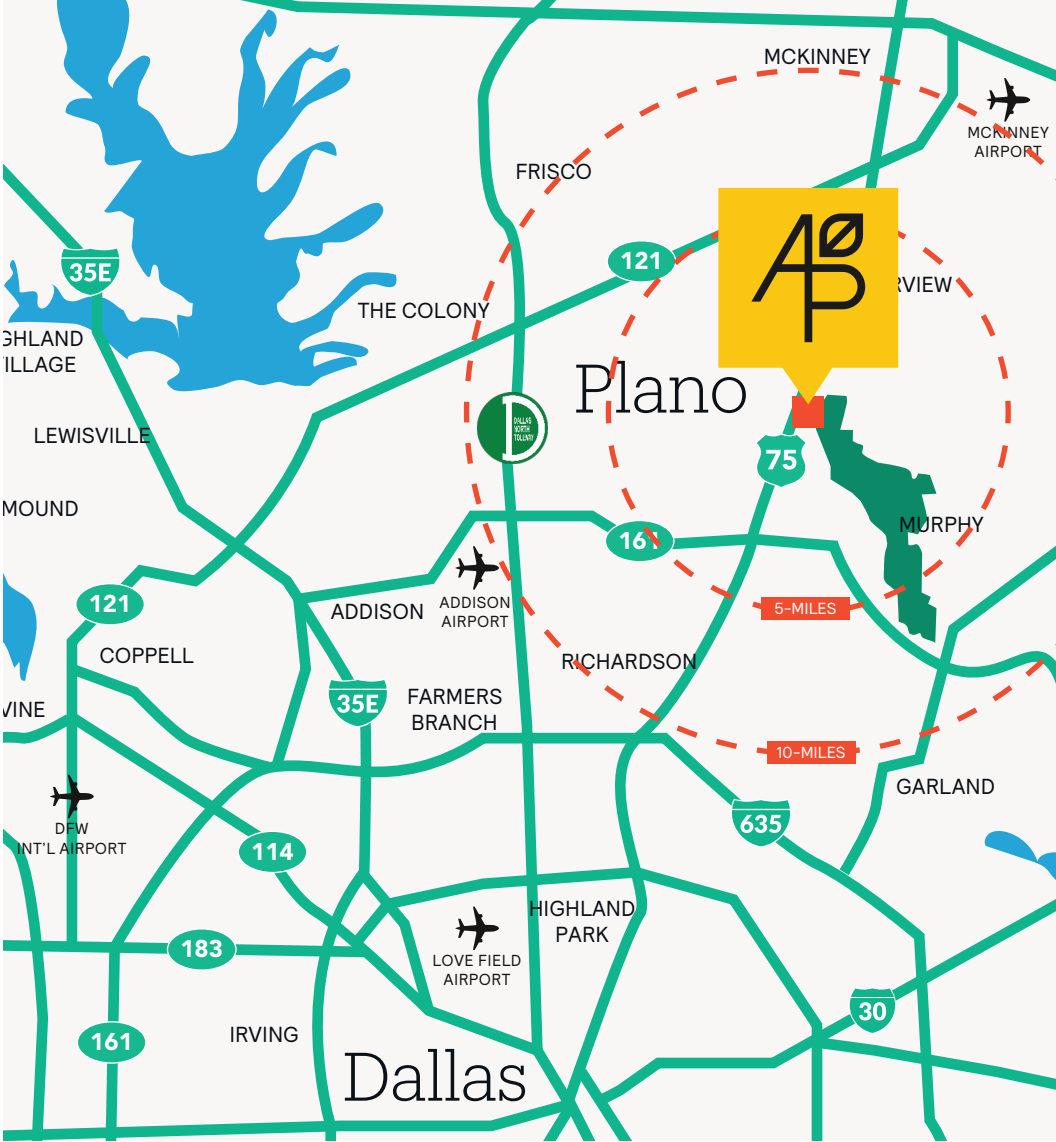 MCKINNEY
MCKINNEY
AIRPORT
FRISCO
35E
121
RVIEW
THE COLONY
GHLAND
ILLAGE
Plano
LEWISVILLE
DALLAS
NORTH
TOLLWAY
75
MOUND
MURPHY
161
121
ADDISON
ADDISON
AIRPORT
5-MILES
COPPELL
RICHARDSON
35E
FARMERS
BRANCH
VINE
10-MILES
GARLAND
DFW
INT'L AIRPORT
635
114
HIGHLAND
PARK
183
LOVE FIELD
AIRPORT
30
161
IRVING
Dallas